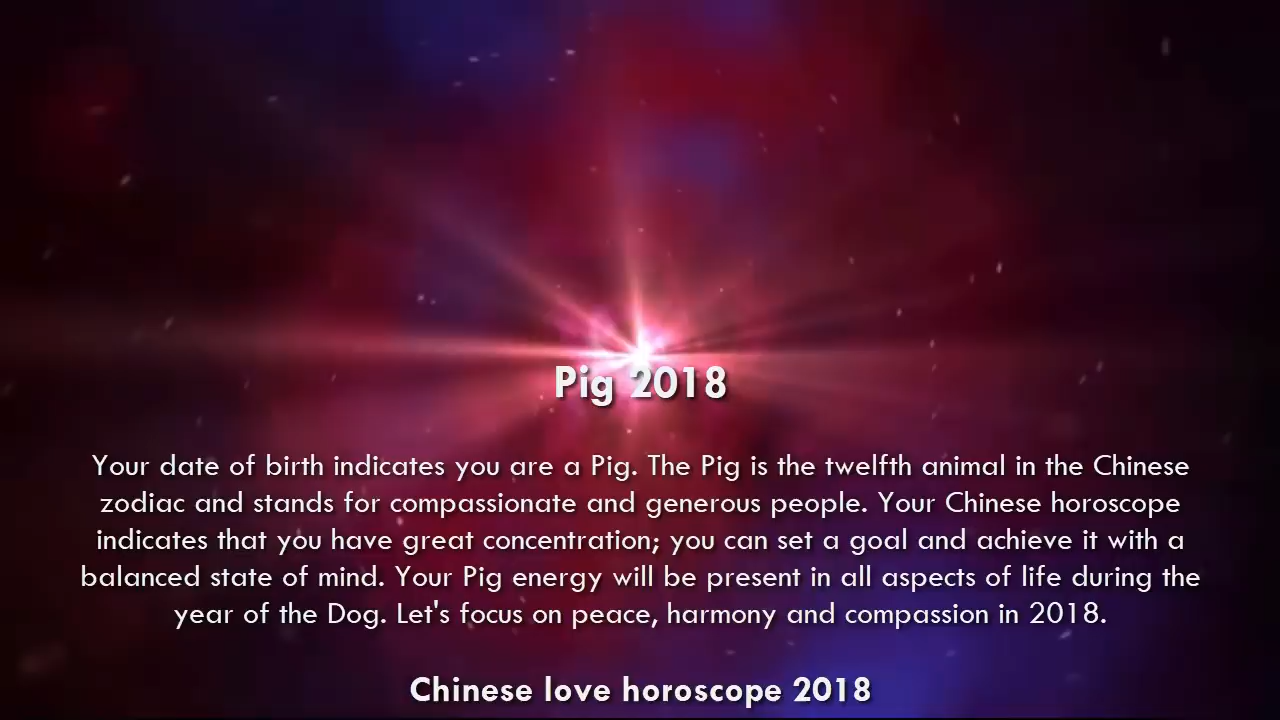 Pig 2018
Your date of birth indicates you are a Pig. The Pig is the twelfth animal in the Chinese
zodiac and stands for compassionate and generous people. Your Chinese horoscope
indicates that you have great concentration; you can set a goal and achieve it with a
balanced state of mind. Your Pig energy will be present in all aspects of life during the
year of the Dog. Let's focus on peace, harmony and compassion in 2018.
Chinese love horoscope 2018